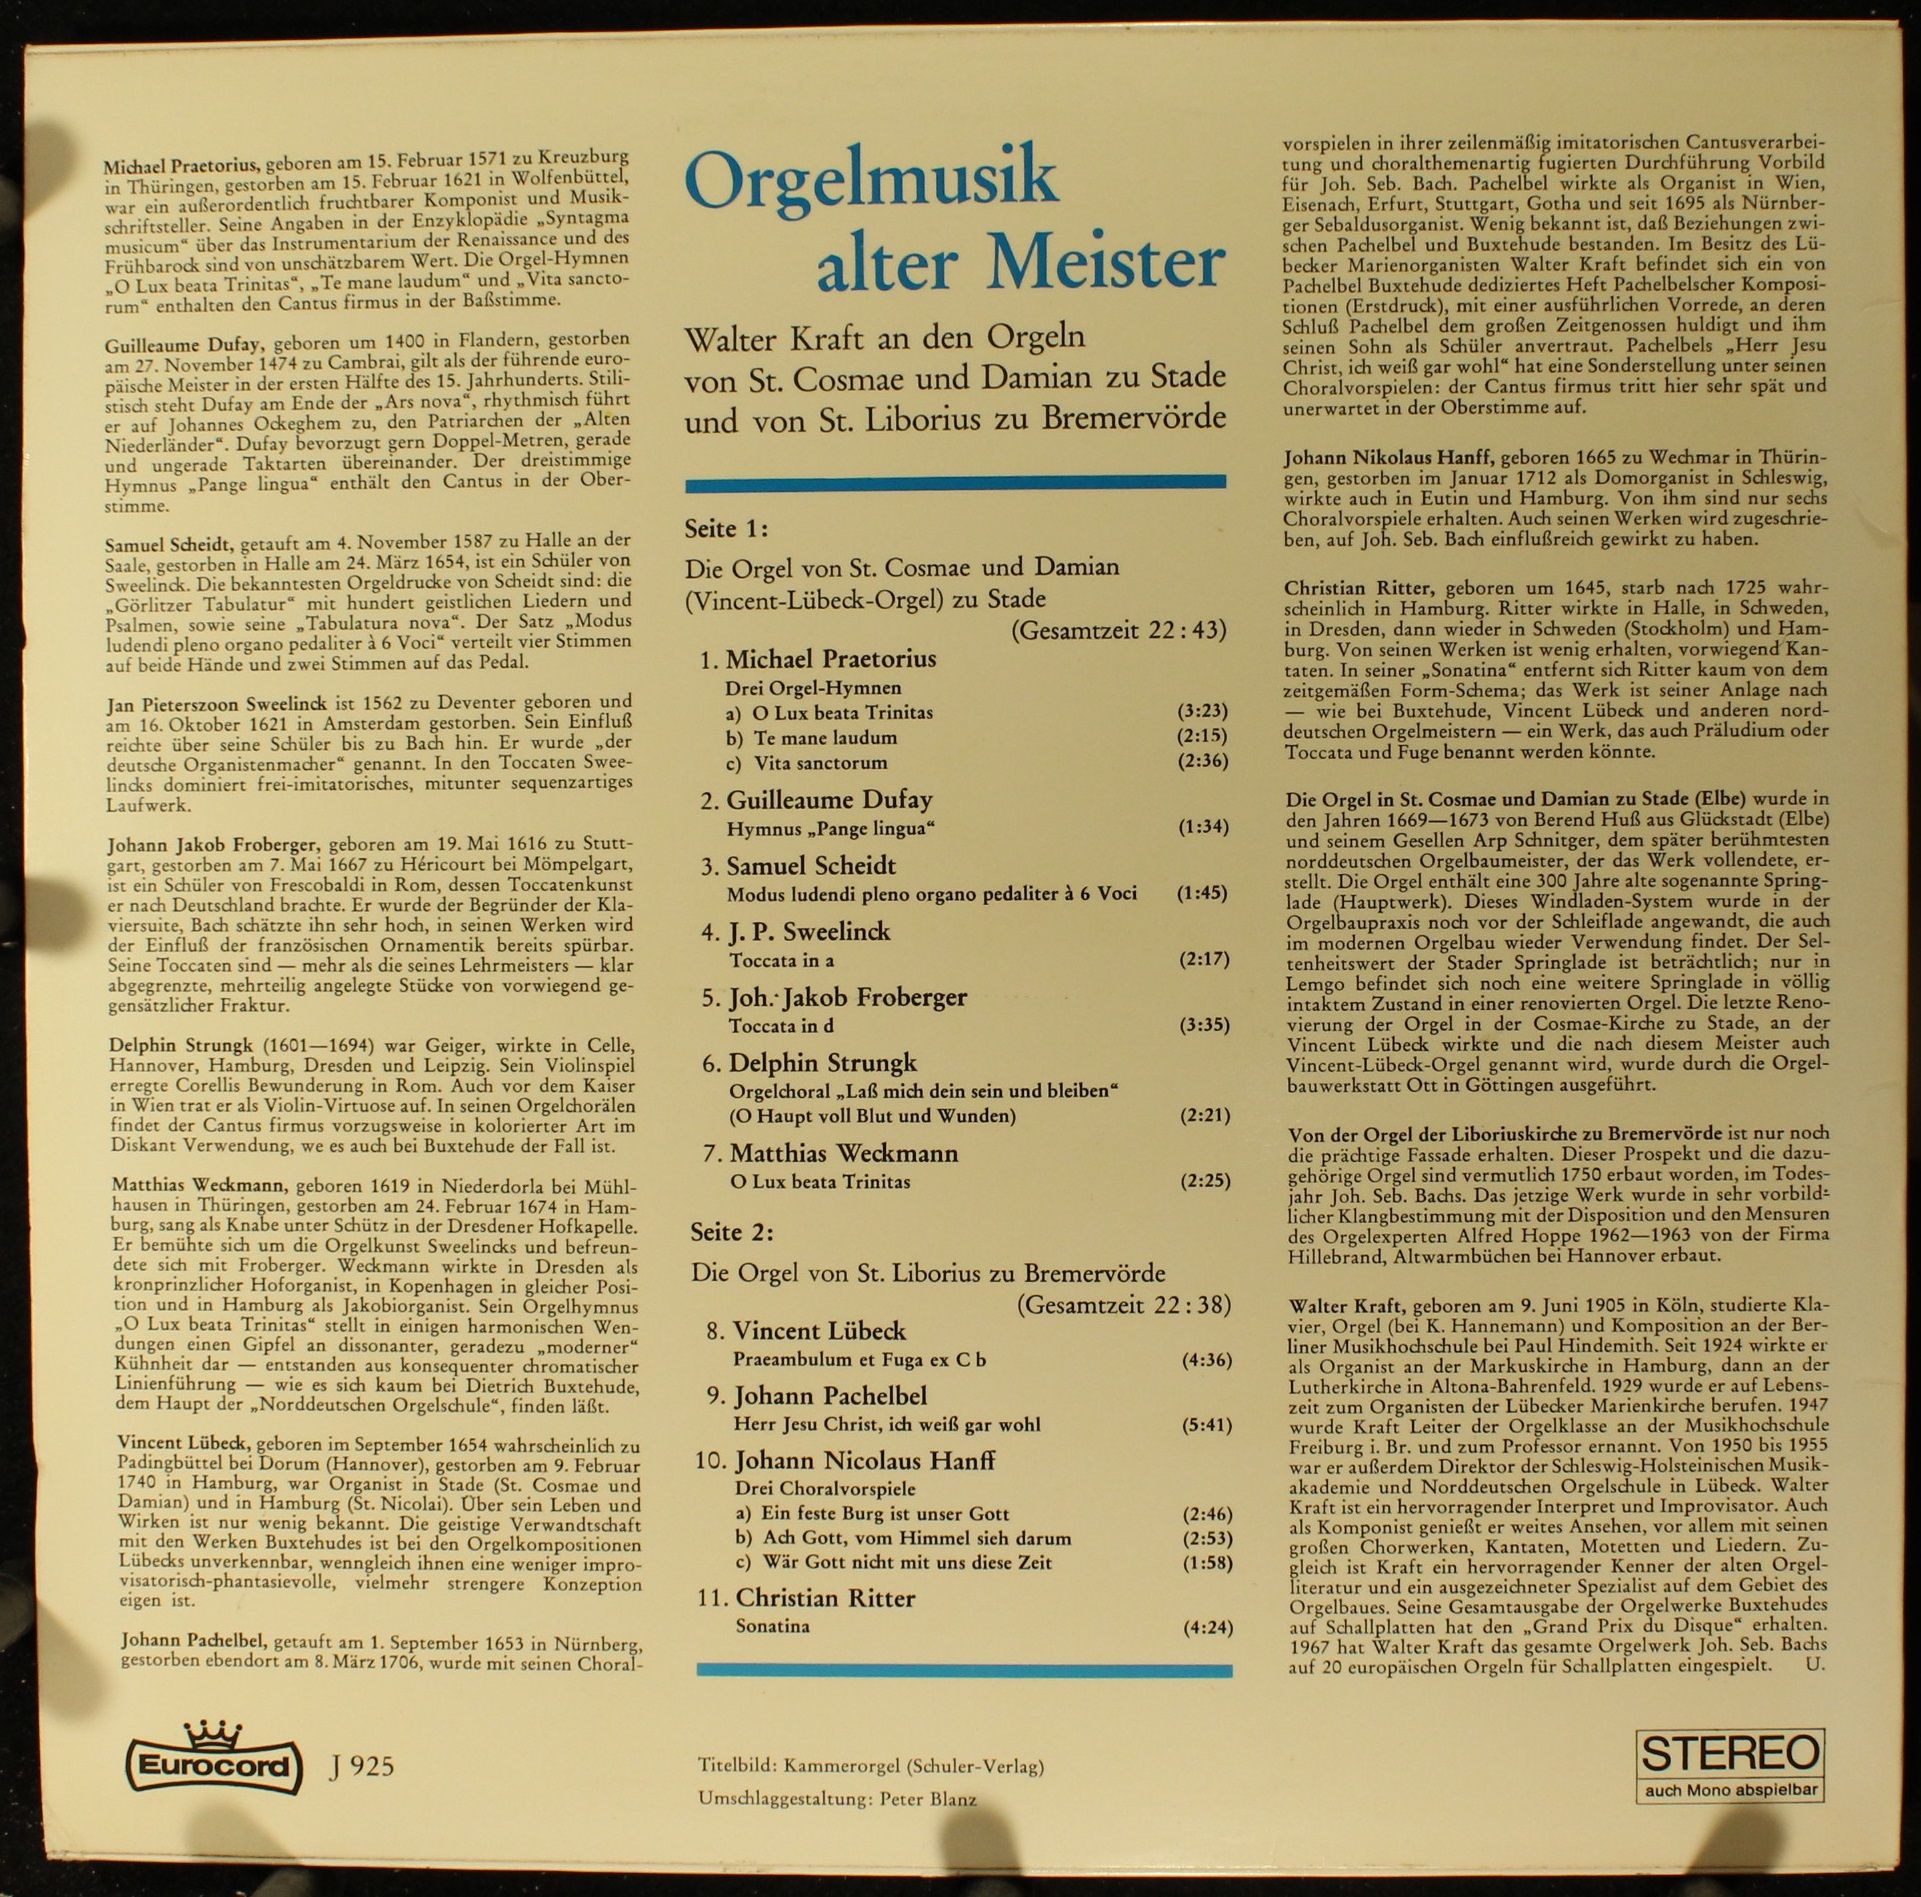 Michael Praetorius, geboren am 15. Februar 1571 zu Kreuzburg
in Thüringen, gestorben am 15. Februar 1621 in Wolfenbüttel,
war ein außerordentlich fruchtbarer Komponist und Musik-
schriftsteller. Seine Angaben in der Enzyklopädie „Syntagma
musicum“ über das Instrumentarium der Renaissance und des
Frühbarock sind von unschätzbarem Wert. Die Orgel-Hymnen
„O Lux beata Trinitas“, „Te mane laudum“ und „Vita sancto-
rum“ enthalten den Cantus firmus in der Baßstimme.
Guilleaume Dufay, geboren um 1400 in Flandern, gestorben
am 27. November 1474 zu Cambrai, gilt als der führende euro-
päische Meister in der ersten Hälfte des 15. Jahrhunderts. Stili-
stisch steht Dufay am Ende der „Ars nova“, rhythmisch führt
er auf Johannes Ockeghem zu, den Patriarchen der „Alten
Niederländer“. Dufay bevorzugt gern Doppel-Metren, gerade
und ungerade Taktarten übereinander. Der dreistimmige
Hymnus „Pange lingua“ enthält den Cantus in der Ober-
stimme.
Samuel Scheidt, getauft am 4. November 1587 zu Halle an der
Saale, gestorben in Halle am 24. März 1654, ist ein Schüler von
Sweelinck. Die bekanntesten Orgeldrucke von Scheidt sind: die
„Görlitzer Tabulatur“ mit hundert geistlichen Liedern und
Psalmen, sowie seine „Tabulatura nova“. Der Satz „Modus
ludendi pleno organo pedaliter à 6 Voci“ verteilt vier Stimmen
auf beide Hände und zwei Stimmen auf das Pedal.
Jan Pieterszoon Sweelinck ist 1562 zu Deventer geboren und
am 16. Oktober 1621 in Amsterdam gestorben. Sein Einfluß
reichte über seine Schüler bis zu Bach hin. Er wurde „der
deutsche Organistenmacher“ genannt. In den Toccaten Swee-
lincks dominiert frei-imitatorisches, mitunter sequenzartiges
Laufwerk.
Johann Jakob Froberger, geboren am 19. Mai 1616 zu Stutt-
gart, gestorben am 7. Mai 1667 zu Héricourt bei Mömpelgart,
ist ein Schüler von Frescobaldi in Rom, dessen Toccatenkunst
er nach Deutschland brachte. Er wurde der Begründer der Kla-
viersuite, Bach schätzte ihn sehr hoch, in seinen Werken wird
der Einfluß der französischen Ornamentik bereits spürbar.
Seine Toccaten sind — mehr als die seines Lehrmeisters — klar
abgegrenzte, mehrteilig angelegte Stücke von vorwiegend ge-
gensätzlicher Fraktur.
Delphin Strungk (1601—1694) war Geiger, wirkte in Celle,
Hannover, Hamburg, Dresden und Leipzig. Sein Violinspiel
erregte Corellis Bewunderung in Rom. Auch vor dem Kaiser
in Wien trat er als Violin-Virtuose auf. In seinen Orgelchorälen
findet der Cantus firmus vorzugsweise in kolorierter Art im
Diskant Verwendung, we es auch bei Buxtehude der Fall ist.
Matthias Weckmann, geboren 1619 in Niederdorla bei Mühl-
hausen in Thüringen, gestorben am 24. Februar 1674 in Ham-
burg, sang als Knabe unter Schütz in der Dresdener Hofkapelle.
Er bemühte sich um die Orgelkunst Sweelincks und befreun-
dete sich mit Froberger. Weckmann wirkte in Dresden als
kronprinzlicher Hoforganist, in Kopenhagen in gleicher Posi-
tion und in Hamburg als Jakobiorganist. Sein Orgelhymnus
„O Lux beata Trinitas“ stellt in einigen harmonischen Wen-
dungen einen Gipfel an dissonanter, geradezu „moderner“
Kühnheit dar — entstanden aus konsequenter chromatischer
Linienführung — wie es sich kaum bei Dietrich Buxtehude,
dem Haupt der „Norddeutschen Orgelschule“, finden läßt.
Vincent Lübeck, geboren im September 1654 wahrscheinlich zu
Padingbüttel bei Dorum (Hannover), gestorben am 9. Februar
1740 in Hamburg, war Organist in Stade (St. Cosmae und
Damian) und in Hamburg (St. Nicolai). Über sein Leben und
Wirken ist nur wenig bekannt. Die geistige Verwandtschaft
mit den Werken Buxtehudes ist bei den Orgelkompositionen
Lübecks unverkennbar, wenngleich ihnen eine weniger impro-
visatorisch-phantasievolle, vielmehr strengere Konzeption
eigen ist.
Johann Pachelbel, getauft am 1. September 1653 in Nürnberg,
gestorben ebendort am 8. März 1706, wurde mit seinen Choral-
Orgelmusik
alter Meister
Walter Kraft an den Orgeln
von St. Cosmae und Damian zu Stade
und von St. Liborius zu Bremervörde
Seite 1:
Die Orgel von St. Cosmae und Damian
(Vincent-Lübeck-Orgel) zu Stade
(Gesamtzeit 22 : 43)
1. Michael Praetorius
Drei Orgel-Hymnen
a) O Lux beata Trinitas (3:23)
b) Te mane laudum (2:15)
c) Vita sanctorum (2:36)
2. Guilleaume Dufay
Hymnus „Pange lingua“ (1:34)
3. Samuel Scheidt
Modus ludendi pleno organo pedaliter à 6 Voci (1:45)
4. J. P. Sweelinck
Toccata in a (2:17)
5. Joh. Jakob Froberger
Toccata in d (3:35)
6. Delphin Strungk
Orgelchoral „Laß mich dein sein und bleiben“
(O Haupt voll Blut und Wunden) (2:21)
7. Matthias Weckmann
O Lux beata Trinitas (2:25)
Seite 2:
Die Orgel von St. Liborius zu Bremervörde
(Gesamtzeit 22 : 38)
8. Vincent Lübeck
Praeambulum et Fuga ex C b (4:36)
9. Johann Pachelbel
Herr Jesu Christ, ich weiß gar wohl (5:41)
10. Johann Nicolaus Hanff
Drei Choralvorspiele
a) Ein feste Burg ist unser Gott (2:46)
b) Ach Gott, vom Himmel sieh darum (2:53)
c) Wär Gott nicht mit uns diese Zeit (1:58)
11. Christian Ritter
Sonatina (4:24)
vorspielen in ihrer zeilenmäßig imitatorischen Cantusverarbei-
tung und choralthemenartig fugierten Durchführung Vorbild
für Joh. Seb. Bach. Pachelbel wirkte als Organist in Wien,
Eisenach, Erfurt, Stuttgart, Gotha und seit 1695 als Nürnber-
ger Sebaldusorganist. Wenig bekannt ist, daß Beziehungen zwi-
schen Pachelbel und Buxtehude bestanden. Im Besitz des Lü-
becker Marienorganisten Walter Kraft befindet sich ein von
Pachelbel Buxtehude dediziertes Heft Pachelbelscher Komposi-
tionen (Erstdruck), mit einer ausführlichen Vorrede, an deren
Schluß Pachelbel dem großen Zeitgenossen huldigt und ihm
seinen Sohn als Schüler anvertraut. Pachelbels „Herr Jesu
Christ, ich weiß gar wohl“ hat eine Sonderstellung unter seinen
Choralvorspielen: der Cantus firmus tritt hier sehr spät und
unerwartet in der Oberstimme auf.
Johann Nikolaus Hanff, geboren 1665 zu Wechmar in Thürin-
gen, gestorben im Januar 1712 als Domorganist in Schleswig,
wirkte auch in Eutin und Hamburg. Von ihm sind nur sechs
Choralvorspiele erhalten. Auch seinen Werken wird zugeschrie-
ben, auf Joh. Seb. Bach einflußreich gewirkt zu haben.
Christian Ritter, geboren um 1645, starb nach 1725 wahr-
scheinlich in Hamburg. Ritter wirkte in Halle, in Schweden,
in Dresden, dann wieder in Schweden (Stockholm) und Ham-
burg. Von seinen Werken ist wenig erhalten, vorwiegend Kan-
taten. In seiner „Sonatina“ entfernt sich Ritter kaum von dem
zeitgemäßen Form-Schema; das Werk ist seiner Anlage nach
— wie bei Buxtehude, Vincent Lübeck und anderen nord-
deutschen Orgelmeistern — ein Werk, das auch Präludium oder
Toccata und Fuge benannt werden könnte.
Die Orgel in St. Cosmae und Damian zu Stade (Elbe) wurde in
den Jahren 1669—1673 von Berend Huß aus Glückstadt (Elbe)
und seinem Gesellen Arp Schnitger, dem später berühmtesten
norddeutschen Orgelbaumeister, der das Werk vollendete, er-
stellt. Die Orgel enthält eine 300 Jahre alte sogenannte Spring-
lade (Hauptwerk). Dieses Windladen-System wurde in der
Orgelbaupraxis noch vor der Schleiflade angewandt, die auch
im modernen Orgelbau wieder Verwendung findet. Der Sel-
tenheitswert der Stader Springlade ist beträchtlich; nur in
Lemgo befindet sich noch eine weitere Springlade in völlig
intaktem Zustand in einer renovierten Orgel. Die letzte Reno-
vierung der Orgel in der Cosmae-Kirche zu Stade, an der
Vincent Lübeck wirkte und die nach diesem Meister auch
Vincent-Lübeck-Orgel genannt wird, wurde durch die Orgel-
bauwerkstatt Ott in Göttingen ausgeführt.
Von der Orgel der Liboriuskirche zu Bremervörde ist nur noch
die prächtige Fassade erhalten. Dieser Prospekt und die dazu-
gehörige Orgel sind vermutlich 1750 erbaut worden, im Todes-
jahr Joh. Seb. Bachs. Das jetzige Werk wurde in sehr vorbild-
licher Klangbestimmung mit der Disposition und den Mensuren
des Orgelexperten Alfred Hoppe 1962—1963 von der Firma
Hillebrand, Altwarmbüchen bei Hannover erbaut.
Walter Kraft, geboren am 9. Juni 1905 in Köln, studierte Kla-
vier, Orgel (bei K. Hannemann) und Komposition an der Ber-
liner Musikhochschule bei Paul Hindemith. Seit 1924 wirkte er
als Organist an der Markuskirche in Hamburg, dann an der
Lutherkirche in Altona-Bahrenfeld. 1929 wurde er auf Lebens-
zeit zum Organisten der Lübecker Marienkirche berufen. 1947
wurde Kraft Leiter der Orgelklasse an der Musikhochschule
Freiburg i. Br. und zum Professor ernannt. Von 1950 bis 1955
war er außerdem Direktor der Schleswig-Holsteinischen Musik-
akademie und Norddeutschen Orgelschule in Lübeck. Walter
Kraft ist ein hervorragender Interpret und Improvisator. Auch
als Komponist genießt er weites Ansehen, vor allem mit seinen
großen Chorwerken, Kantaten, Motetten und Liedern. Zu-
gleich ist Kraft ein hervorragender Kenner der alten Orgel-
literatur und ein ausgezeichneter Spezialist auf dem Gebiet des
Orgelbaues. Seine Gesamtausgabe der Orgelwerke Buxtehudes
auf Schallplatten hat den „Grand Prix du Disque“ erhalten.
1967 hat Walter Kraft das gesamte Orgelwerk Joh. Seb. Bachs
auf 20 europäischen Orgeln für Schallplatten eingespielt. U.
Eurocord J 925
Titelbild: Kammerorgel (Schuler-Verlag)
Umschlaggestaltung: Peter Blanz
STEREO
auch Mono abspielbar